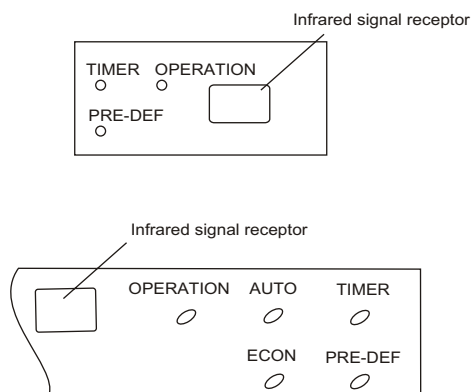 Infrared signal receptor
TIMER OPERATION
PRE-DEF
Infrared signal receptor
OPERATION AUTO TIMER
ECON PRE-DEF